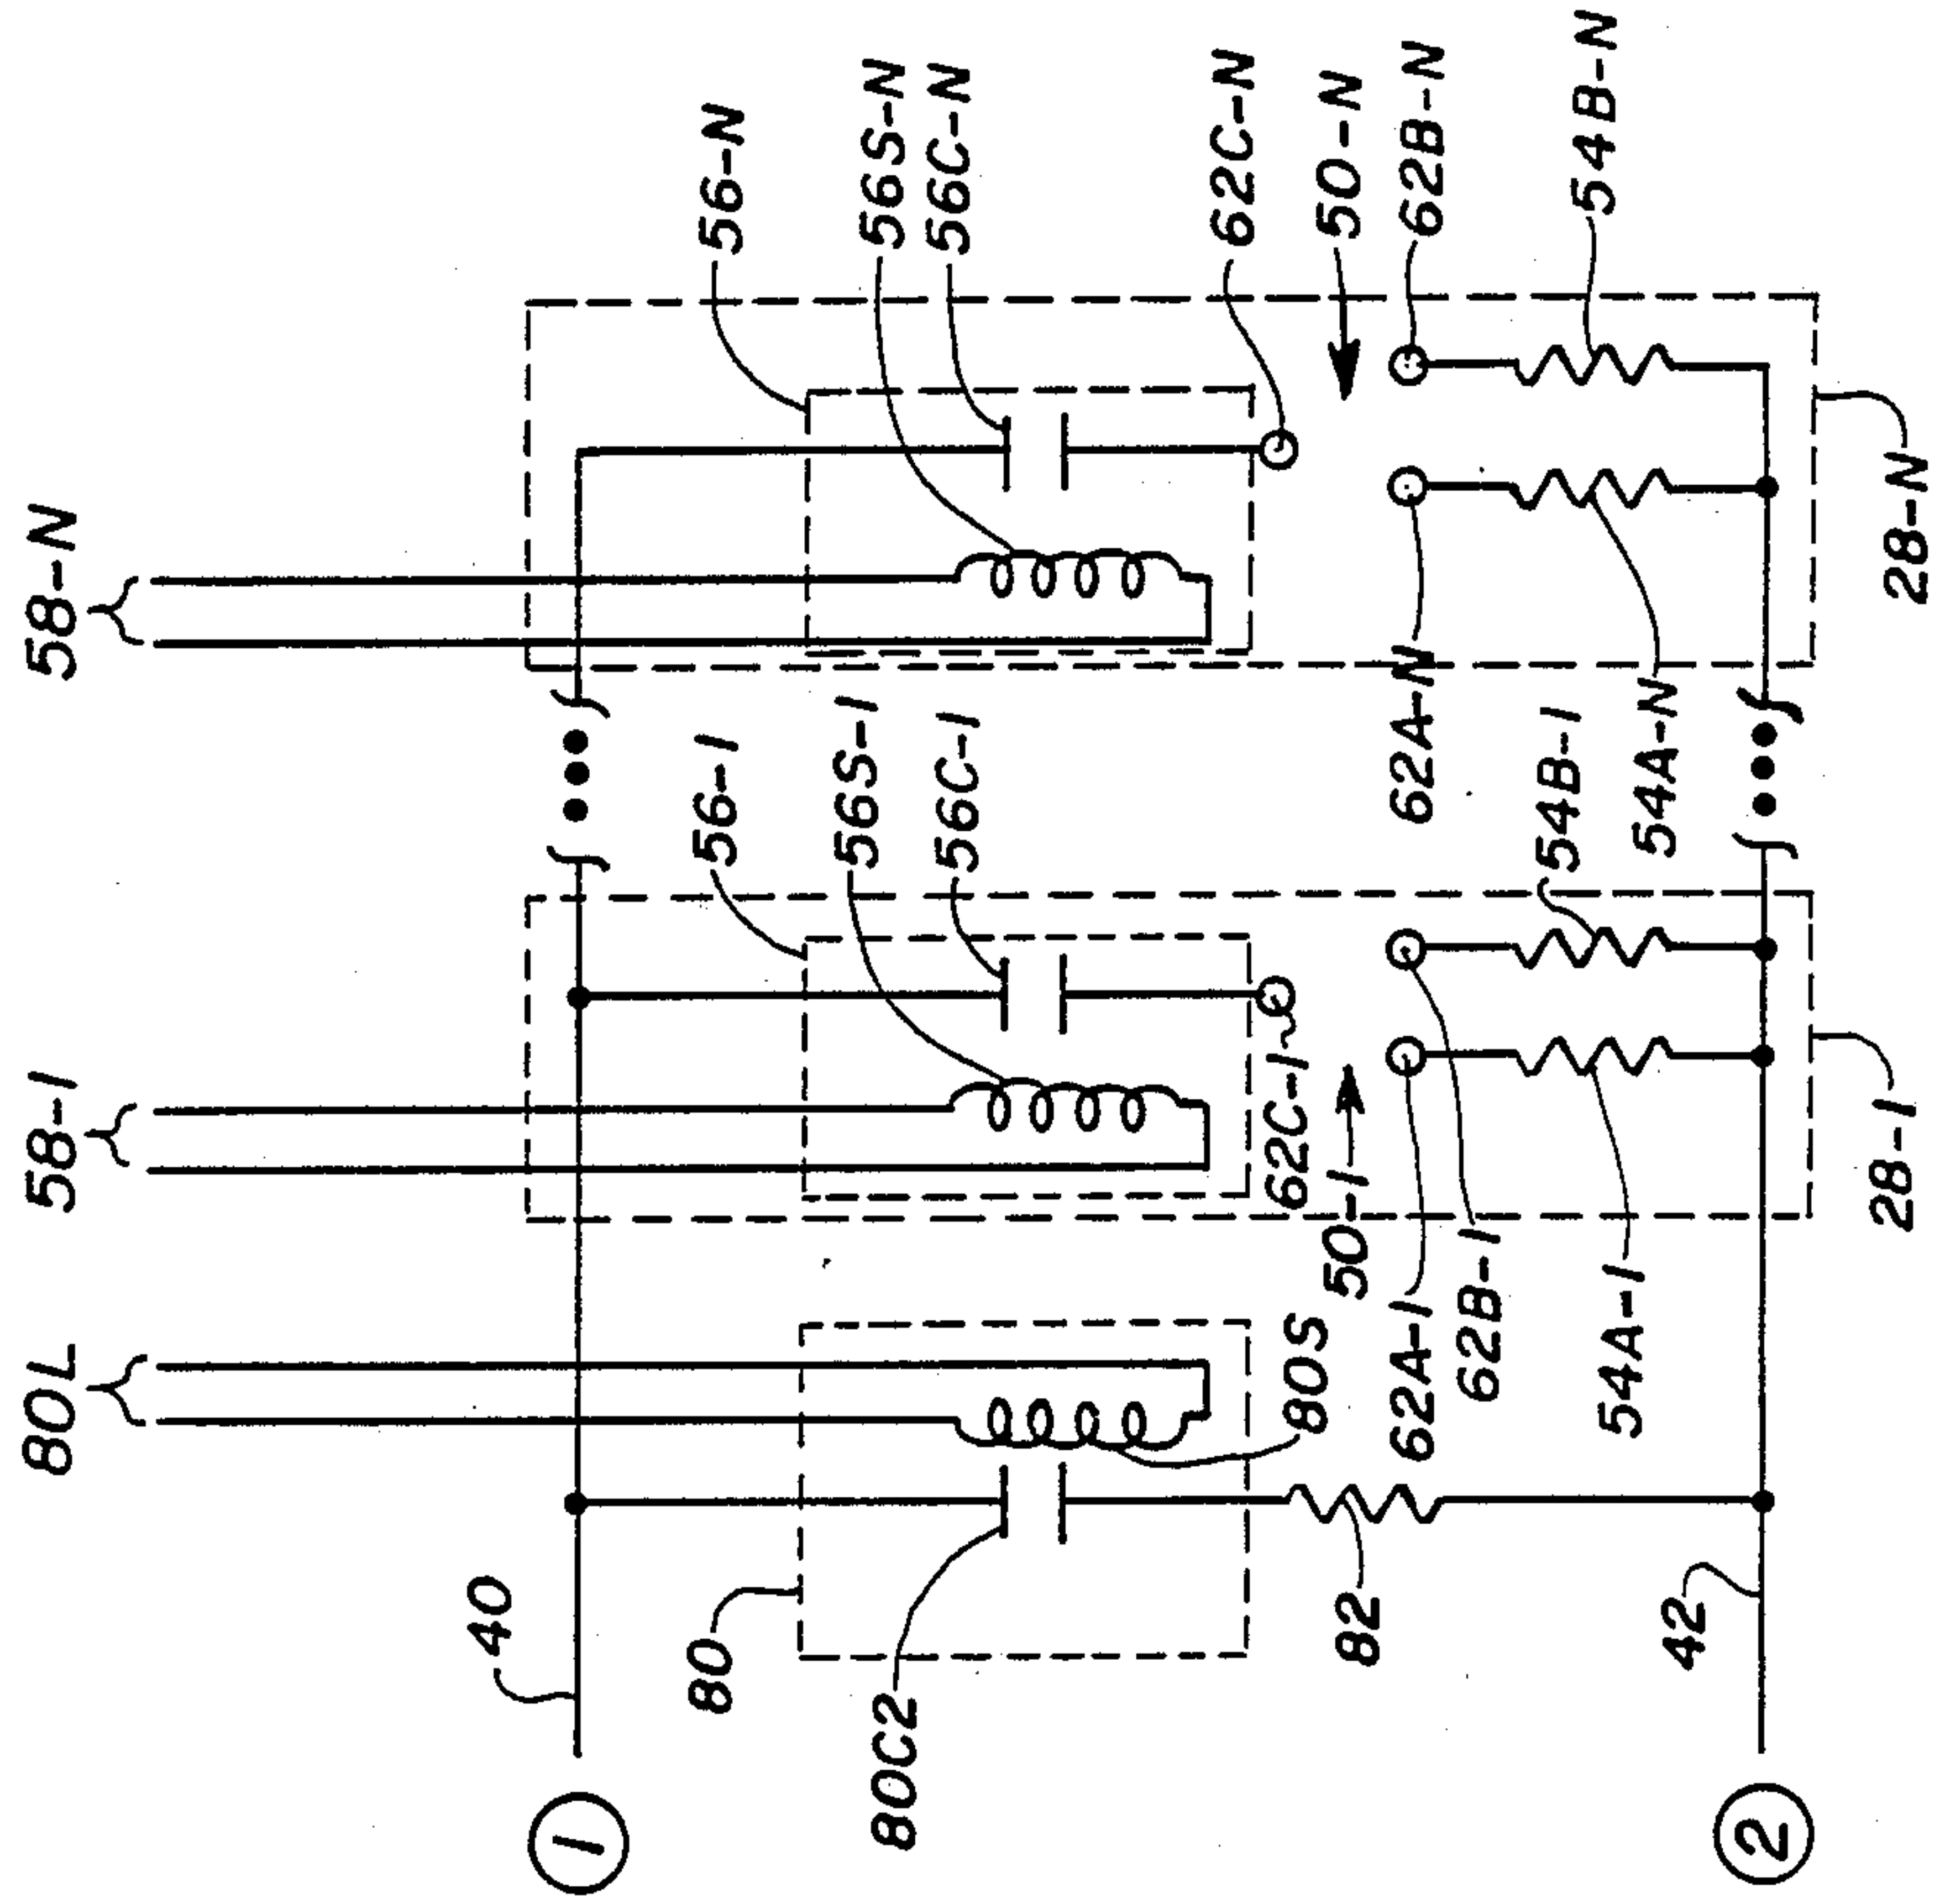 58-N
58-1
80L
56-N
56S-N
56C-N
62C-N
50-N
62B-N
54B-N
28-N
62A-N
54A-N
56-1
56S-1
56C-1
54B-1
62C-1
50-1
28-1
62A-1
62B-1
54A-1
80S
40
80
80C2
82
42
1
2